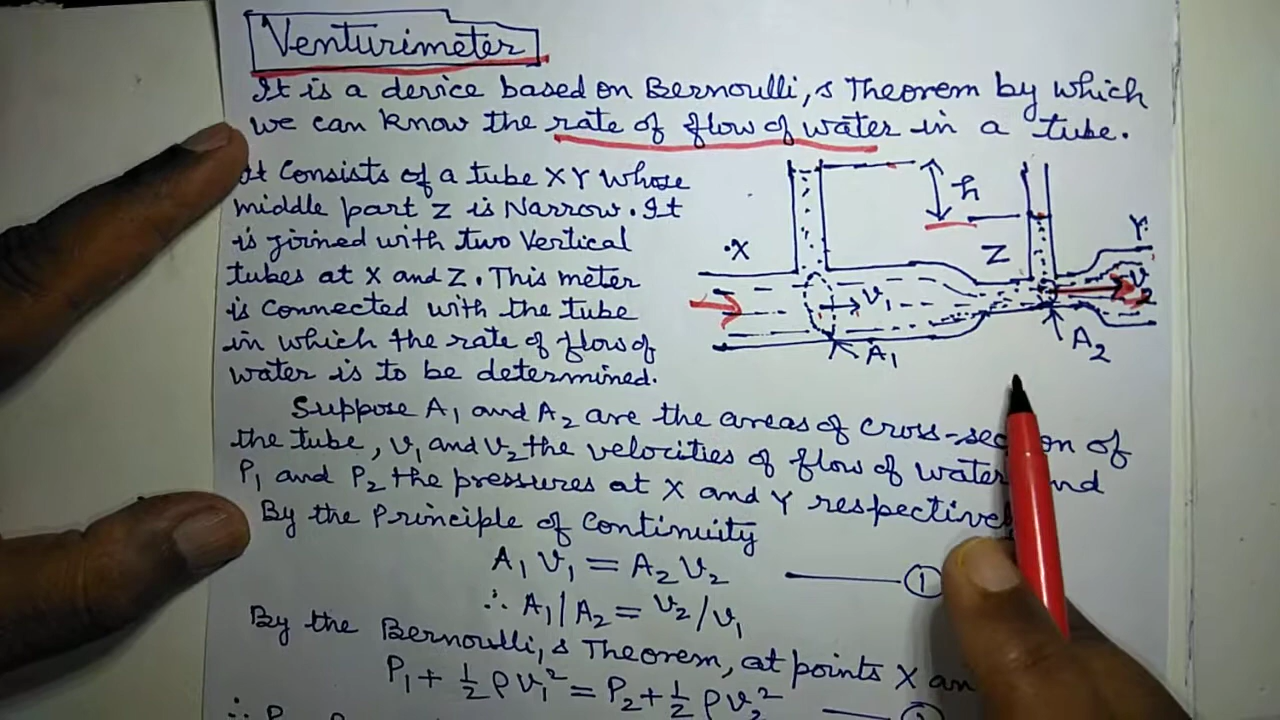 Venturimeter
It is a device based on Bernoulli,s Theorem by which
we can know the rate of flow of water in a tube.
It Consists of a tube XY Whose
middle part Z is Narrow. It
is joined with two Vertical
tubes at X and Z. This meter
is Connected with the tube
in which the rate of flow of
water is to be determined.
h
.X
Z
Y
V₁
V₂
A₁
A₂
Suppose A₁ and A₂ are the areas of cross-section of
the tube, V₁ and V₂ the velocities of flow of water and
P₁ and P₂ the pressures at X and Y respective
By the Principle of Continuity
A₁ V₁ = A₂ V₂ ——— ①
∴ A₁/A₂ = V₂/V₁
By the Bernoulli,s Theorem, at points X an
P₁ + ½ ρ V₁² = P₂ + ½ ρ V₂²